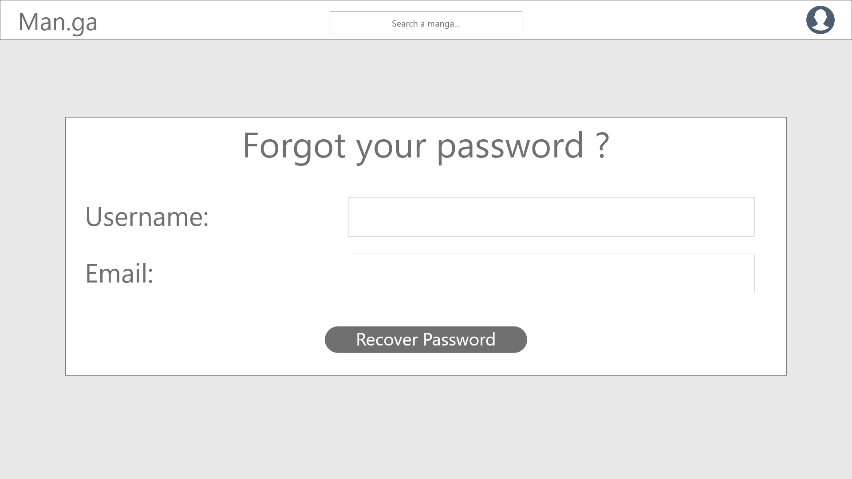 Man.ga
Search a manga...
Forgot your password ?
Username:
Email:
Recover Password